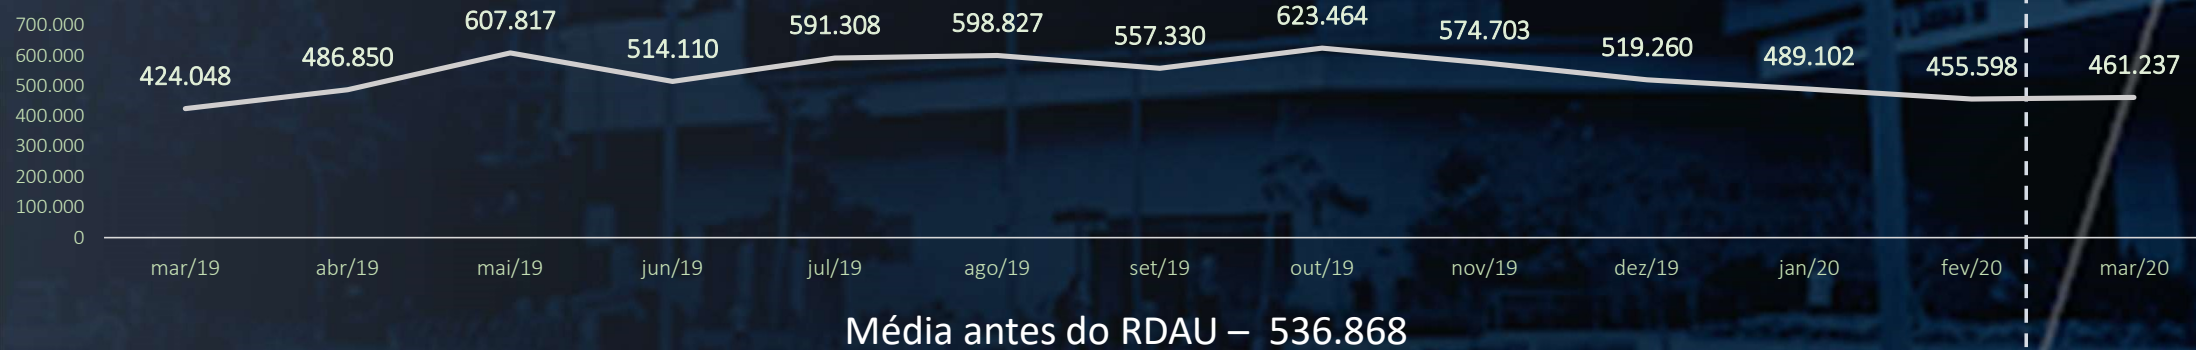 700.000
600.000
500.000
400.000
300.000
200.000
100.000
0
424.048 486.850 607.817 514.110 591.308 598.827 557.330 623.464 574.703 519.260 489.102 455.598 461.237
mar/19 abr/19 mai/19 jun/19 jul/19 ago/19 set/19 out/19 nov/19 dez/19 jan/20 fev/20 mar/20
Média antes do RDAU – 536.868